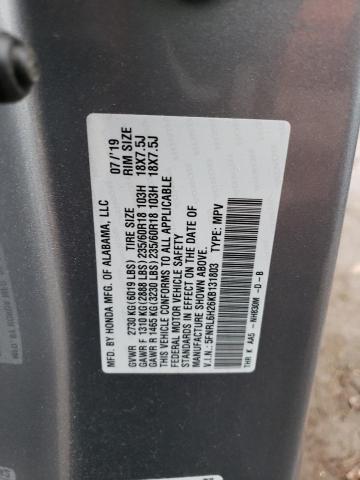 MFD. BY HONDA MFG. OF ALABAMA, LLC 07/'19
TIRE SIZE RIM SIZE
GVWR 2730 KG (6019 LBS)
GAWR F 1310 KG (2888 LBS) 235/60R18 103H 18X7.5J
GAWR R 1465 KG (3230 LBS) 235/60R18 103H 18X7.5J
THIS VEHICLE CONFORMS TO ALL APPLICABLE
FEDERAL MOTOR VEHICLE SAFETY
STANDARDS IN EFFECT ON THE DATE OF
MANUFACTURE SHOWN ABOVE.
V.I.N.: 5FNRL6H26KB131803 TYPE: MPV
THR K AA5 -NH830M -D -B